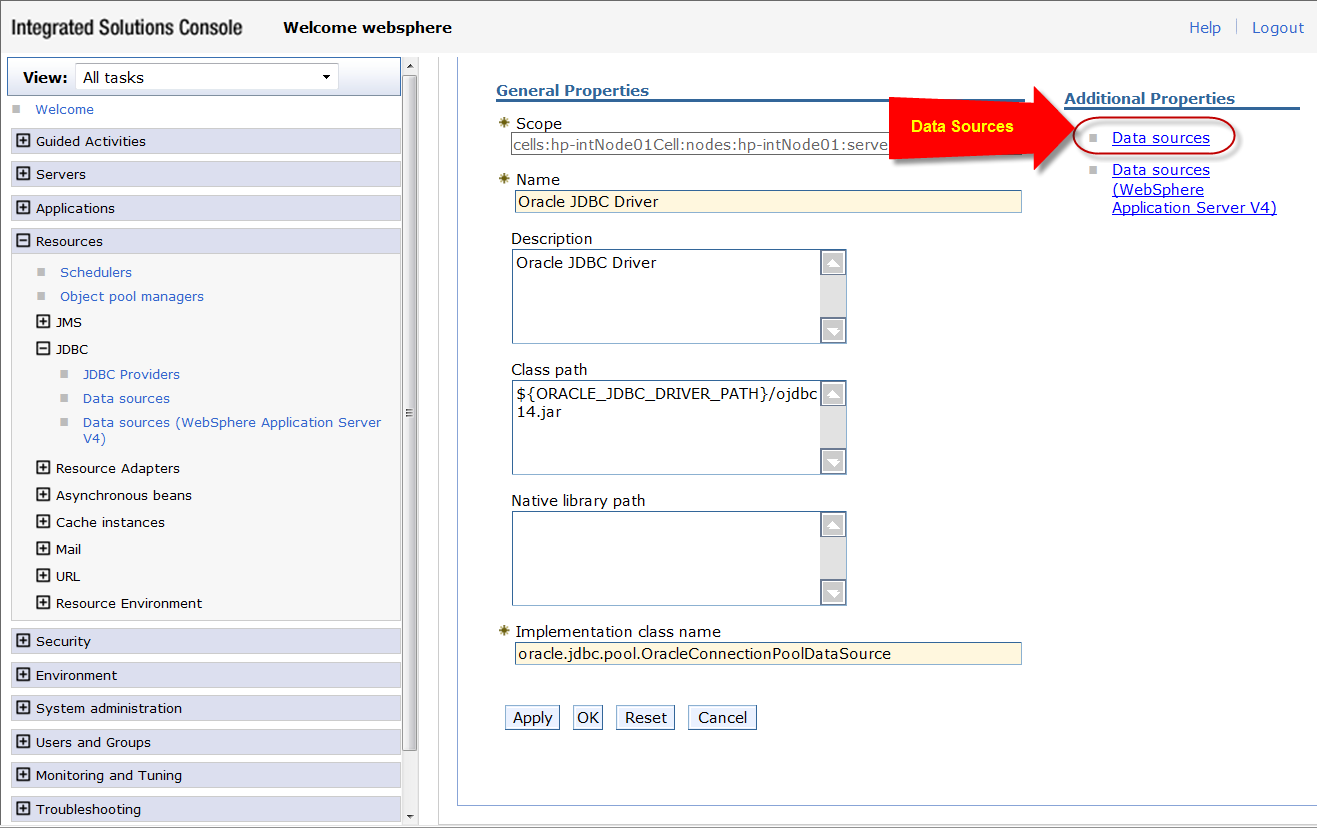 Integrated Solutions Console
Welcome websphere
Help
Logout
View:
All tasks
Welcome
Guided Activities
Servers
Applications
Resources
Schedulers
Object pool managers
JMS
JDBC
JDBC Providers
Data sources
Data sources (WebSphere Application Server
V4)
Resource Adapters
Asynchronous beans
Cache instances
Mail
URL
Resource Environment
Security
Environment
System administration
Users and Groups
Monitoring and Tuning
Troubleshooting
General Properties
Scope
cells:hp-intNode01Cell:nodes:hp-intNode01:serve
Name
Oracle JDBC Driver
Description
Oracle JDBC Driver
Class path
${ORACLE_JDBC_DRIVER_PATH}/ojdbc
14.jar
Native library path
Implementation class name
oracle.jdbc.pool.OracleConnectionPoolDataSource
Apply
OK
Reset
Cancel
Data Sources
Additional Properties
Data sources
Data sources
(WebSphere
Application Server V4)